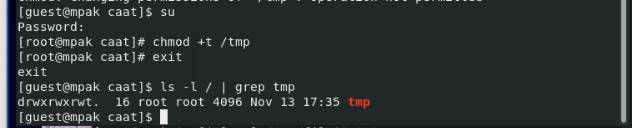 [guest@mpak caat]$ su
Password:
[root@mpak caat]# chmod +t /tmp
[root@mpak caat]# exit
exit
[guest@mpak caat]$ ls -l / | grep tmp
drwxrwxrwt.  16 root root 4096 Nov 13 17:35 tmp
[guest@mpak caat]$